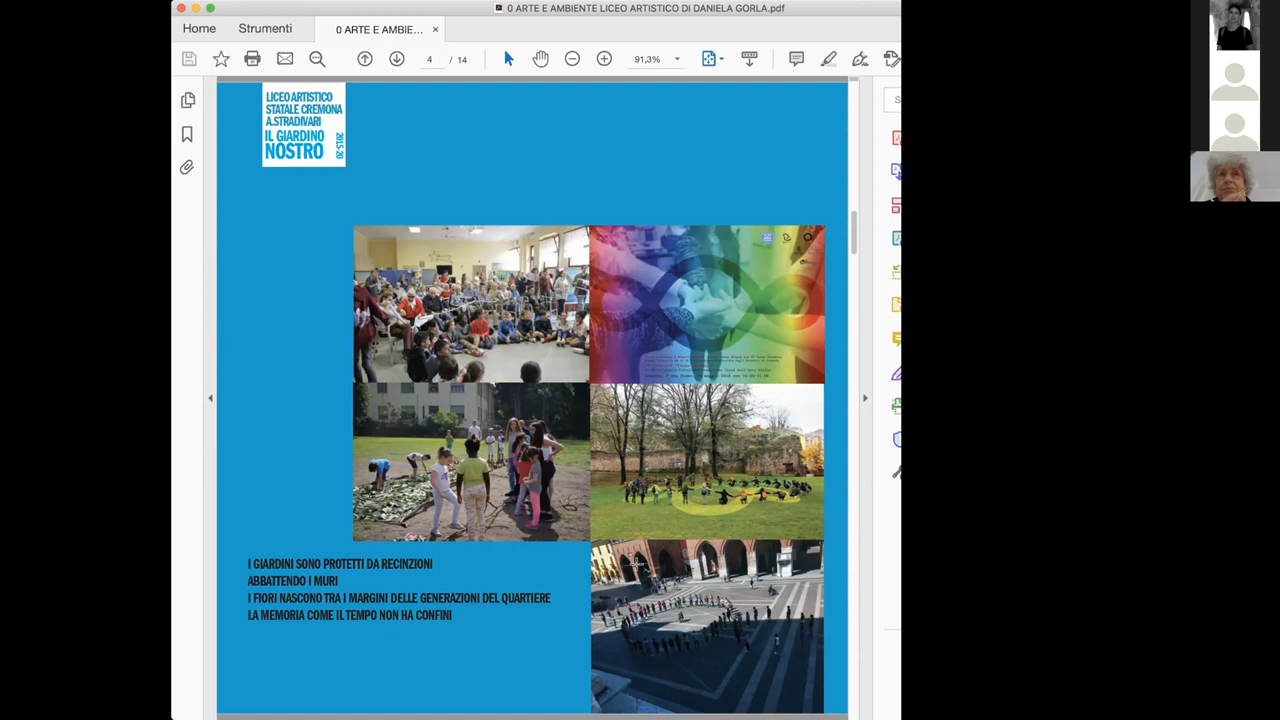 0 ARTE E AMBIENTE LICEO ARTISTICO DI DANIELA GORLA.pdf
Home
Strumenti
0 ARTE E AMBIE...
4 / 14
91,3%
LICEO ARTISTICO
STATALE CREMONA
A.STRADIVARI
IL GIARDINO
NOSTRO
2015-20
I GIARDINI SONO PROTETTI DA RECINZIONI
ABBATTENDO I MURI
I FIORI NASCONO TRA I MARGINI DELLE GENERAZIONI DEL QUARTIERE
LA MEMORIA COME IL TEMPO NON HA CONFINI